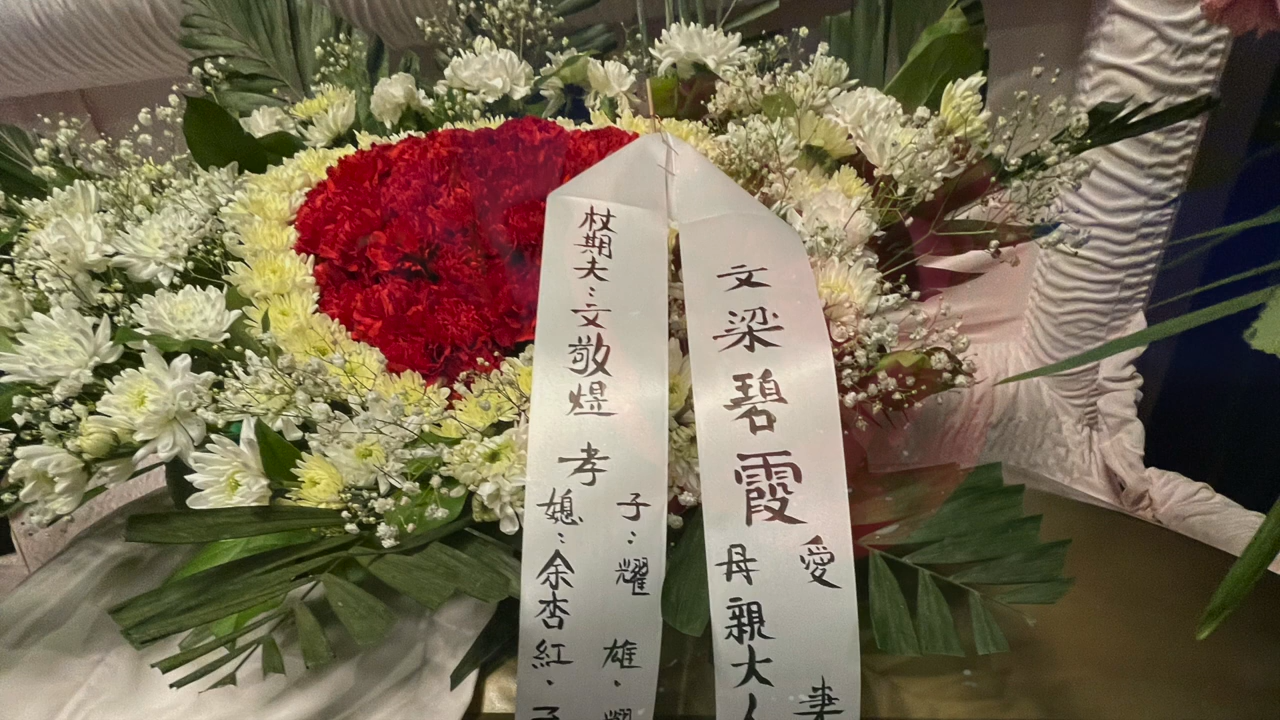 文梁碧霞
愛妻
母親大人
杖期夫：文敬煜
孝
子：耀雄．
媳：余杏紅．